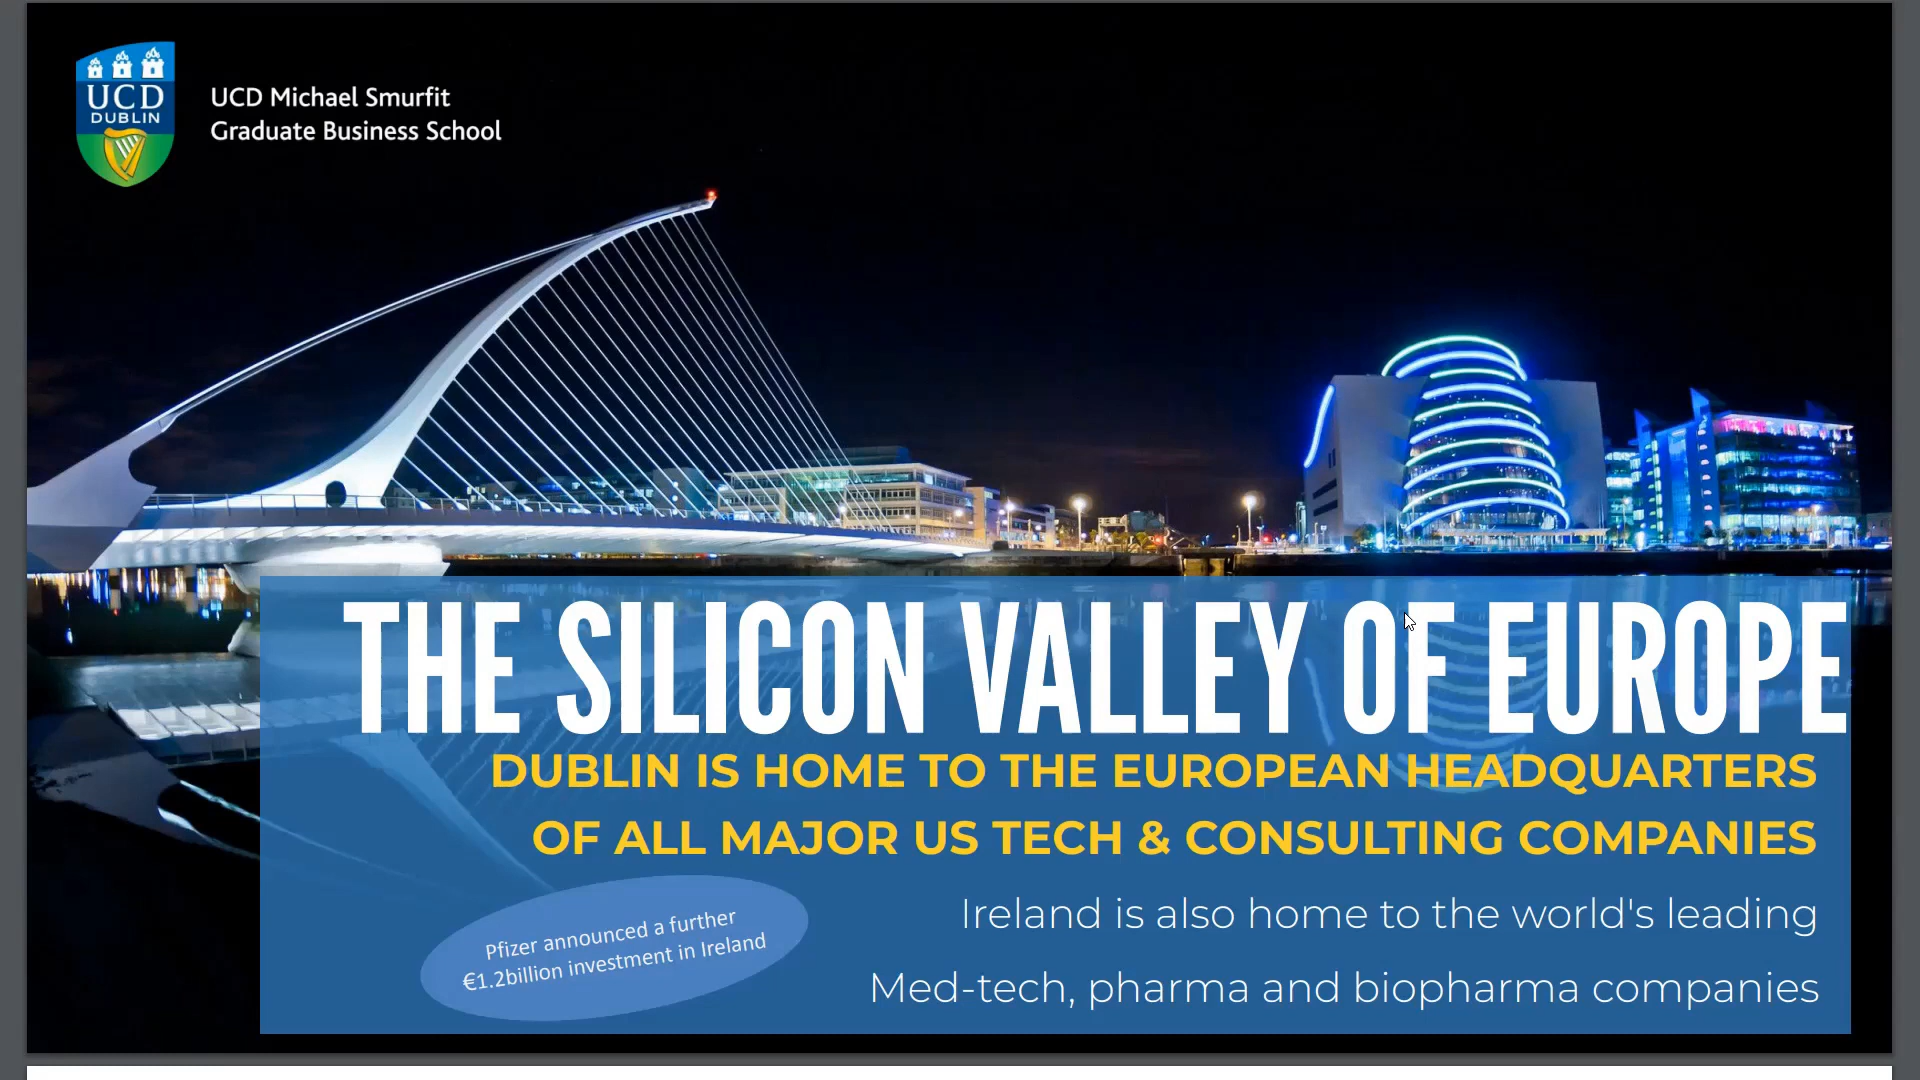 UCD
DUBLIN
UCD Michael Smurfit
Graduate Business School
THE SILICON VALLEY OF EUROPE
DUBLIN IS HOME TO THE EUROPEAN HEADQUARTERS
OF ALL MAJOR US TECH & CONSULTING COMPANIES
Ireland is also home to the world's leading
Med-tech, pharma and biopharma companies
Pfizer announced a further
€1.2billion investment in Ireland